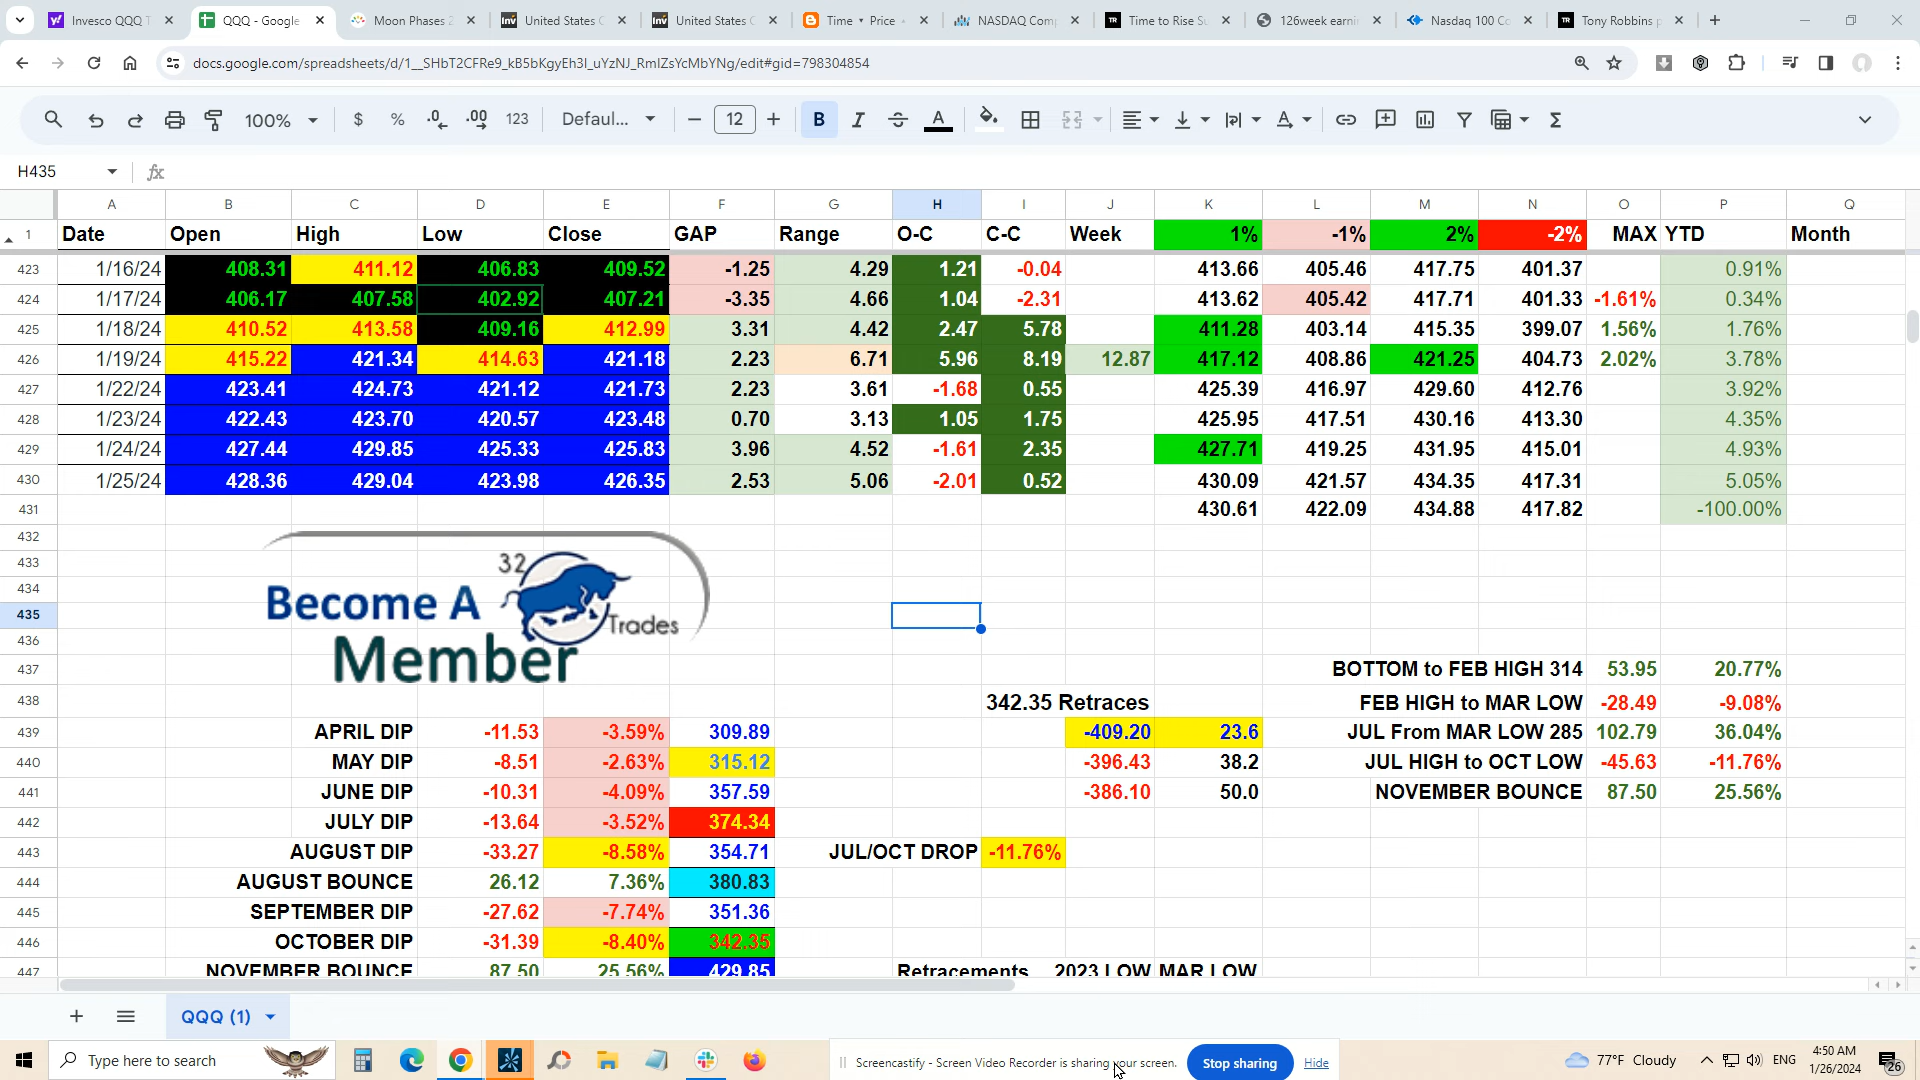 Invesco QQQ T
QQQ - Google
Moon Phases 2
United States C
United States C
Time • Price
NASDAQ Comp
Time to Rise Su
126week earni
Nasdaq 100 Co
Tony Robbins p
docs.google.com/spreadsheets/d/1__SHbT2CFRe9_kB5bKgyEh3l_uYzNJ_RmlZsYcMbYNg/edit#gid=798304854
100% $ % .0 .00 123 Defaul... 12 B I A
H435 fx
A B C D E F G H I J K L M N O P Q
1 Date Open High Low Close GAP Range O-C C-C Week 1% -1% 2% -2% MAX YTD Month
423 1/16/24 408.31 411.12 406.83 409.52 -1.25 4.29 1.21 -0.04 413.66 405.46 417.75 401.37 0.91%
424 1/17/24 406.17 407.58 402.92 407.21 -3.35 4.66 1.04 -2.31 413.62 405.42 417.71 401.33 -1.61% 0.34%
425 1/18/24 410.52 413.58 409.16 412.99 3.31 4.42 2.47 5.78 411.28 403.14 415.35 399.07 1.56% 1.76%
426 1/19/24 415.22 421.34 414.63 421.18 2.23 6.71 5.96 8.19 12.87 417.12 408.86 421.25 404.73 2.02% 3.78%
427 1/22/24 423.41 424.73 421.12 421.73 2.23 3.61 -1.68 0.55 425.39 416.97 429.60 412.76 3.92%
428 1/23/24 422.43 423.70 420.57 423.48 0.70 3.13 1.05 1.75 425.95 417.51 430.16 413.30 4.35%
429 1/24/24 427.44 429.85 425.33 425.83 3.96 4.52 -1.61 2.35 427.71 419.25 431.95 415.01 4.93%
430 1/25/24 428.36 429.04 423.98 426.35 2.53 5.06 -2.01 0.52 430.09 421.57 434.35 417.31 5.05%
431 430.61 422.09 434.88 417.82 -100.00%
432
433
434
435
436
32
Become A Trades
Member
437 BOTTOM to FEB HIGH 314 53.95 20.77%
438 342.35 Retraces FEB HIGH to MAR LOW -28.49 -9.08%
439 APRIL DIP -11.53 -3.59% 309.89 -409.20 23.6 JUL From MAR LOW 285 102.79 36.04%
440 MAY DIP -8.51 -2.63% 315.12 -396.43 38.2 JUL HIGH to OCT LOW -45.63 -11.76%
441 JUNE DIP -10.31 -4.09% 357.59 -386.10 50.0 NOVEMBER BOUNCE 87.50 25.56%
442 JULY DIP -13.64 -3.52% 374.34
443 AUGUST DIP -33.27 -8.58% 354.71 JUL/OCT DROP -11.76%
444 AUGUST BOUNCE 26.12 7.36% 380.83
445 SEPTEMBER DIP -27.62 -7.74% 351.36
446 OCTOBER DIP -31.39 -8.40% 342.35
447 NOVEMBER BOUNCE 87.50 25.56% 429.85 Retracements 2023 LOW MAR LOW
QQQ (1)
Type here to search
Screencastify - Screen Video Recorder is sharing your screen.
Stop sharing
Hide
77°F Cloudy
ENG
4:50 AM
1/26/2024
26